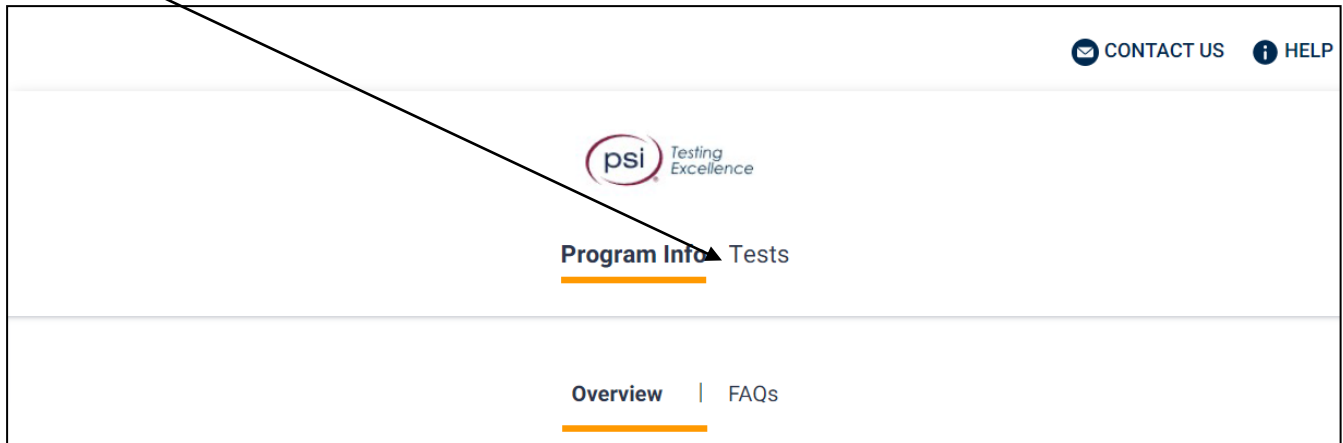 CONTACT US HELP
psi Testing
Excellence
Program Info Tests
Overview | FAQs